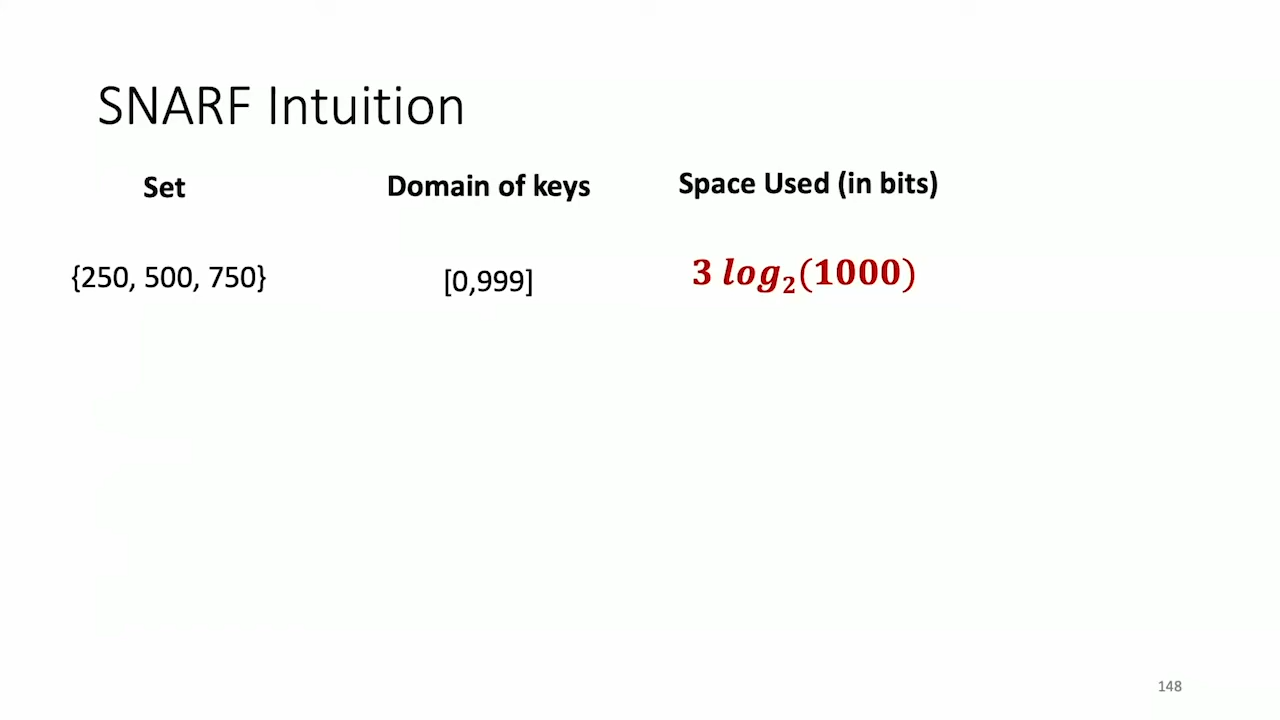 SNARF Intuition
Set Domain of keys Space Used (in bits)
{250, 500, 750} [0,999] 3 log₂(1000)
148